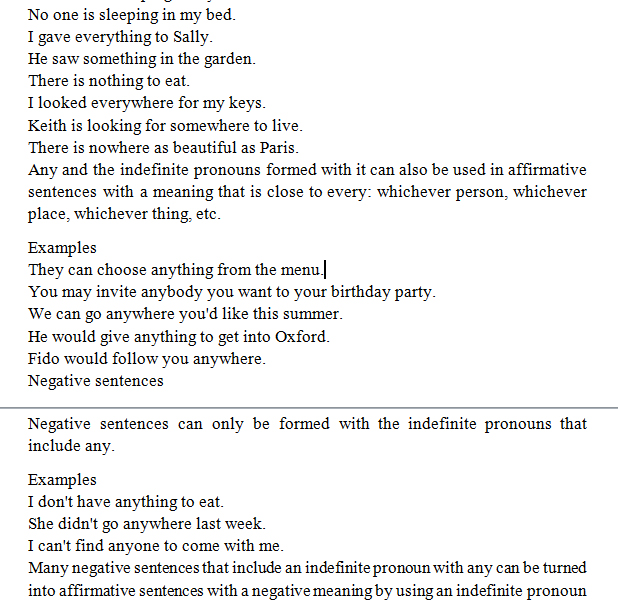 No one is sleeping in my bed.
I gave everything to Sally.
He saw something in the garden.
There is nothing to eat.
I looked everywhere for my keys.
Keith is looking for somewhere to live.
There is nowhere as beautiful as Paris.
Any and the indefinite pronouns formed with it can also be used in affirmative
sentences with a meaning that is close to every: whichever person, whichever
place, whichever thing, etc.
Examples
They can choose anything from the menu.
You may invite anybody you want to your birthday party.
We can go anywhere you'd like this summer.
He would give anything to get into Oxford.
Fido would follow you anywhere.
Negative sentences
Negative sentences can only be formed with the indefinite pronouns that
include any.
Examples
I don't have anything to eat.
She didn't go anywhere last week.
I can't find anyone to come with me.
Many negative sentences that include an indefinite pronoun with any can be turned
into affirmative sentences with a negative meaning by using an indefinite pronoun